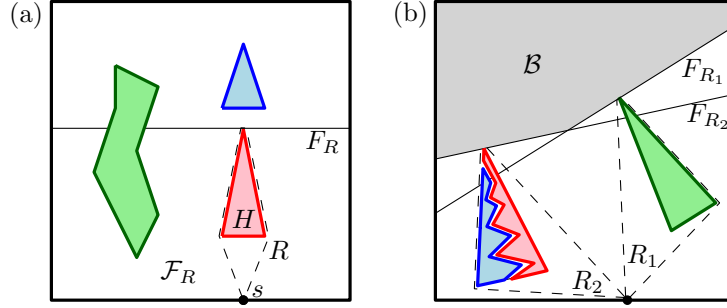 (a)
F_R
H
R
𝓕_R
s
(b)
𝓑
F_{R_1}
F_{R_2}
R_1
R_2